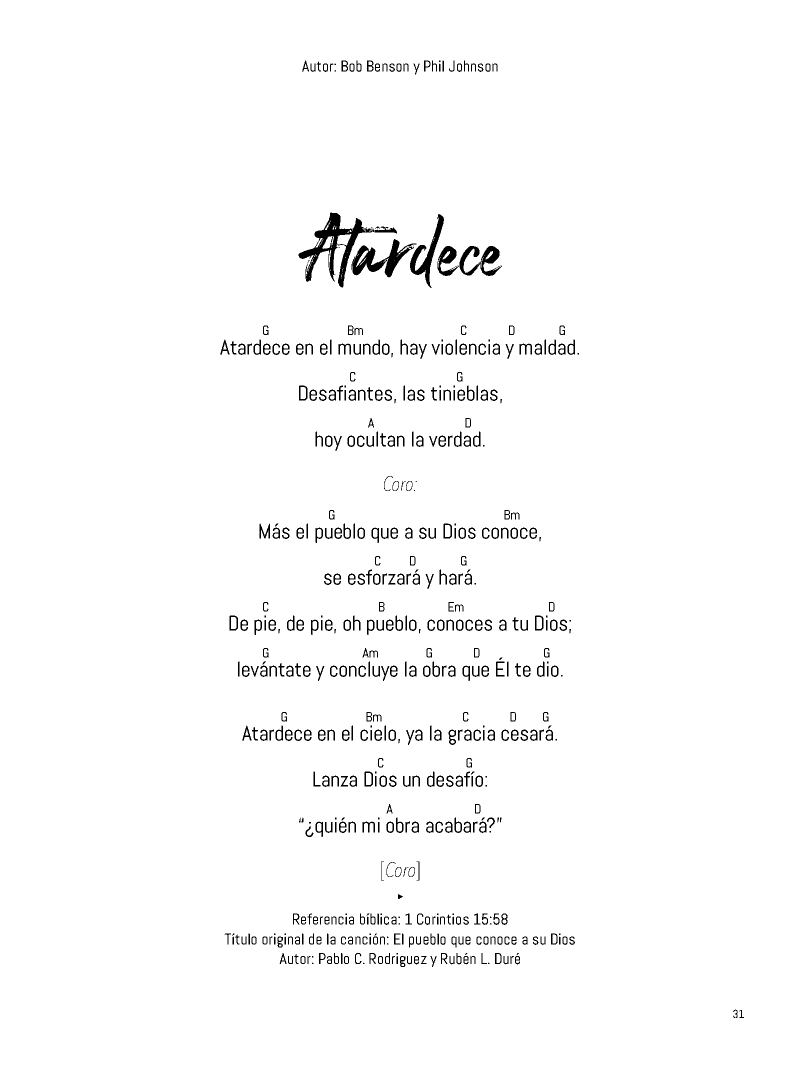 Autor: Bob Benson y Phil Johnson
Atardece
G Bm C D G
Atardece en el mundo, hay violencia y maldad.
C G
Desafiantes, las tinieblas,
A D
hoy ocultan la verdad.
Coro:
G Bm
Más el pueblo que a su Dios conoce,
C D G
se esforzará y hará.
C B Em D
De pie, de pie, oh pueblo, conoces a tu Dios;
G Am G D G
levántate y concluye la obra que Él te dio.
G Bm C D G
Atardece en el cielo, ya la gracia cesará.
C G
Lanza Dios un desafío:
A D
“¿quién mi obra acabará?”
[Coro]
Referencia bíblica: 1 Corintios 15:58
Título original de la canción: El pueblo que conoce a su Dios
Autor: Pablo C. Rodriguez y Rubén L. Duré
31